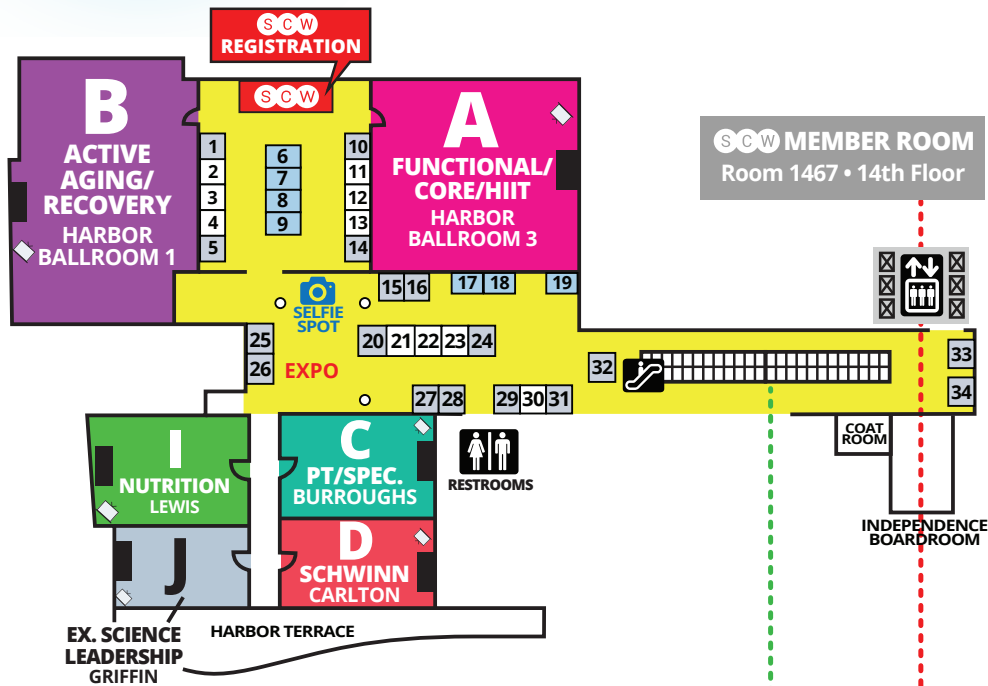 SCW
REGISTRATION
SCW
B
ACTIVE
AGING/
RECOVERY
HARBOR
BALLROOM 1
1
2
3
4
5
6
7
8
9
10
11
12
13
14
A
FUNCTIONAL/
CORE/HIIT
HARBOR
BALLROOM 3
SCW MEMBER ROOM
Room 1467 • 14th Floor
15 16
17 18
19
SELFIE
SPOT
20 21 22 23 24
25
26
EXPO
27 28
29 30 31
32
33
34
I
NUTRITION
LEWIS
C
PT/SPEC.
BURROUGHS
RESTROOMS
COAT
ROOM
INDEPENDENCE
BOARDROOM
J
EX. SCIENCE
LEADERSHIP
GRIFFIN
D
SCHWINN
CARLTON
HARBOR TERRACE